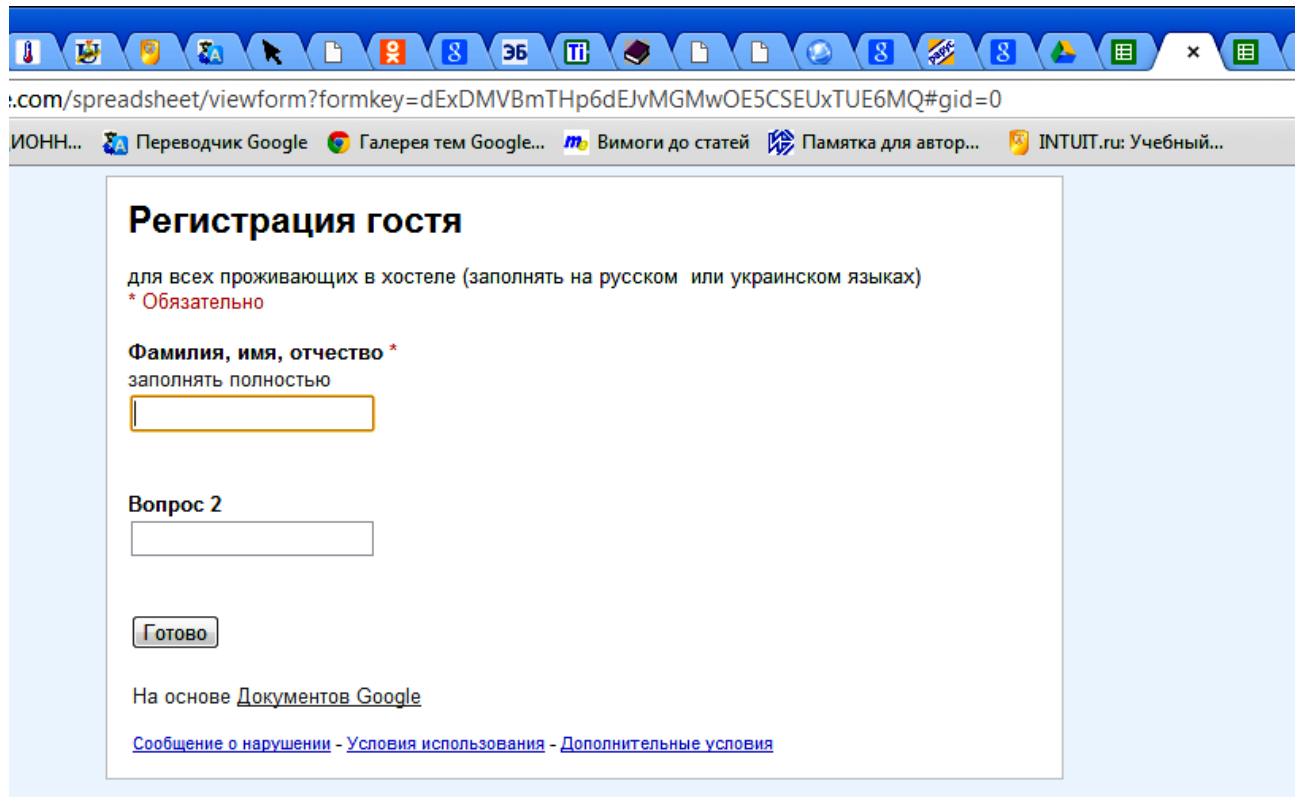 ЭБ
Ti
e.com/spreadsheet/viewform?formkey=dExDMVBmTHp6dEJvMGMwOE5CSEUxTUE6MQ#gid=0
ИОНН... Переводчик Google Галерея тем Google... Вимоги до статей Памятка для автор... INTUIT.ru: Учебный...
Регистрация гостя
для всех проживающих в хостеле (заполнять на русском или украинском языках)
* Обязательно
Фамилия, имя, отчество *
заполнять полностью
Вопрос 2
Готово
На основе Документов Google
Сообщение о нарушении - Условия использования - Дополнительные условия